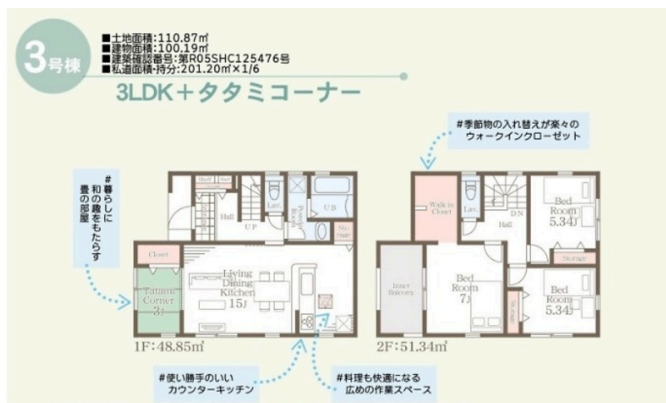 3号棟
■土地面積:110.87㎡
■建物面積:100.19㎡
■建築確認番号:第R05SHC125476号
■私道面積・持分:201.20㎡×1/6
3LDK+タタミコーナー
#季節物の入れ替えが楽々の
ウォークインクローゼット
#暮らしに
和の趣をもたらす
畳の部屋
Hall
UP
Lav.
Powder
Room
U.B
Closet
Tatami
Corner
3J
Living
Dining
Kitchen
15J
1F:48.85㎡
Walk in
Closet
Lav.
DN
Hall
Bed
Room
5.34J
Storage
Inner
Balcony
Bed
Room
7J
Storage
Bed
Room
5.34J
2F:51.34㎡
#使い勝手のいい
カウンターキッチン
#料理も快適になる
広めの作業スペース